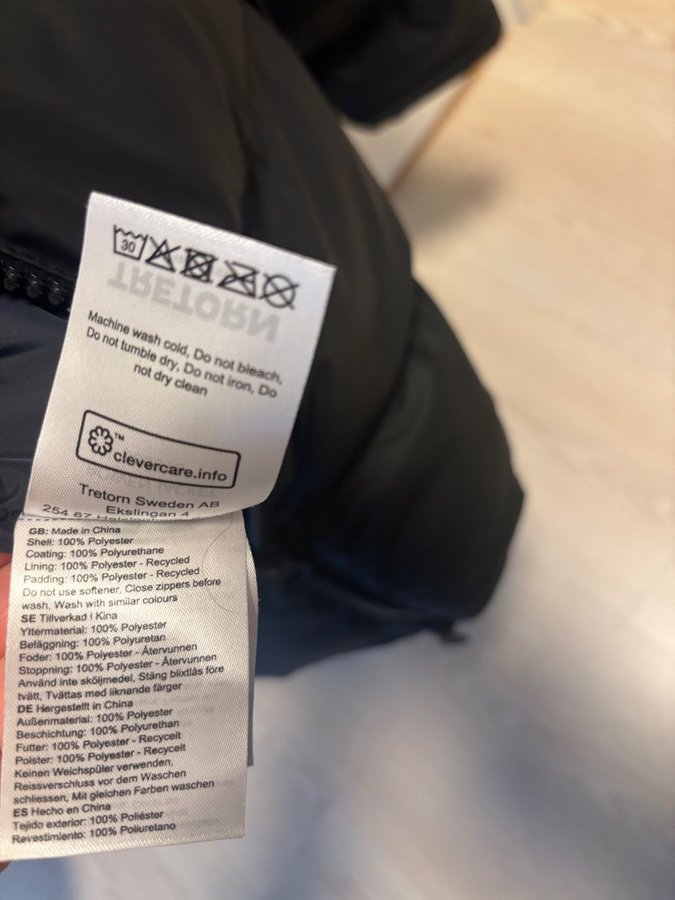 30
TRETORN
Machine wash cold, Do not bleach,
Do not tumble dry, Do not iron, Do
not dry clean
™
clevercare.info
Tretorn Sweden AB
Ekslingan 4
254 67
GB: Made in China
Shell: 100% Polyester
Coating: 100% Polyurethane
Lining: 100% Polyester - Recycled
Padding: 100% Polyester - Recycled
Do not use softener, Close zippers before
wash, Wash with similar colours
SE Tillverkad i Kina
Yttermaterial: 100% Polyester
Beläggning: 100% Polyuretan
Foder: 100% Polyester - Återvunnen
Stoppning: 100% Polyester - Återvunnen
Använd inte sköljmedel, Stäng blixtlås före
tvätt, Tvättas med liknande färger
DE Hergestellt in China
Außenmaterial: 100% Polyester
Beschichtung: 100% Polyurethan
Futter: 100% Polyester - Recycelt
Polster: 100% Polyester - Recycelt
Keinen Weichspüler verwenden,
Reissverschluss vor dem Waschen
schliessen, Mit gleichen Farben waschen
ES Hecho en China
Tejido exterior: 100% Poliéster
Revestimiento: 100% Poliuretano